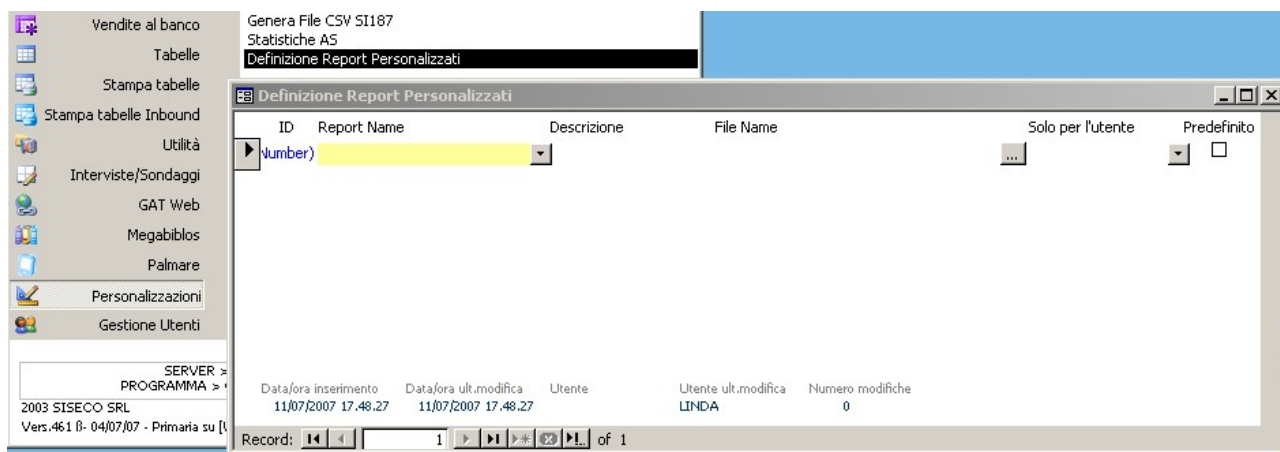 Vendite al banco
Tabelle
Stampa tabelle
Stampa tabelle Inbound
Utilità
Interviste/Sondaggi
GAT Web
Megabiblos
Palmare
Personalizzazioni
Gestione Utenti
SERVER >
PROGRAMMA >
2003 SISECO SRL
Vers.461 ß- 04/07/07 - Primaria su [
Genera File CSV SI187
Statistiche AS
Definizione Report Personalizzati
Definizione Report Personalizzati
ID Report Name Descrizione File Name Solo per l'utente Predefinito
Number) ...
Data/ora inserimento Data/ora ult.modifica Utente Utente ult.modifica Numero modifiche
11/07/2007 17.48.27 11/07/2007 17.48.27 LINDA 0
Record: 1 of 1